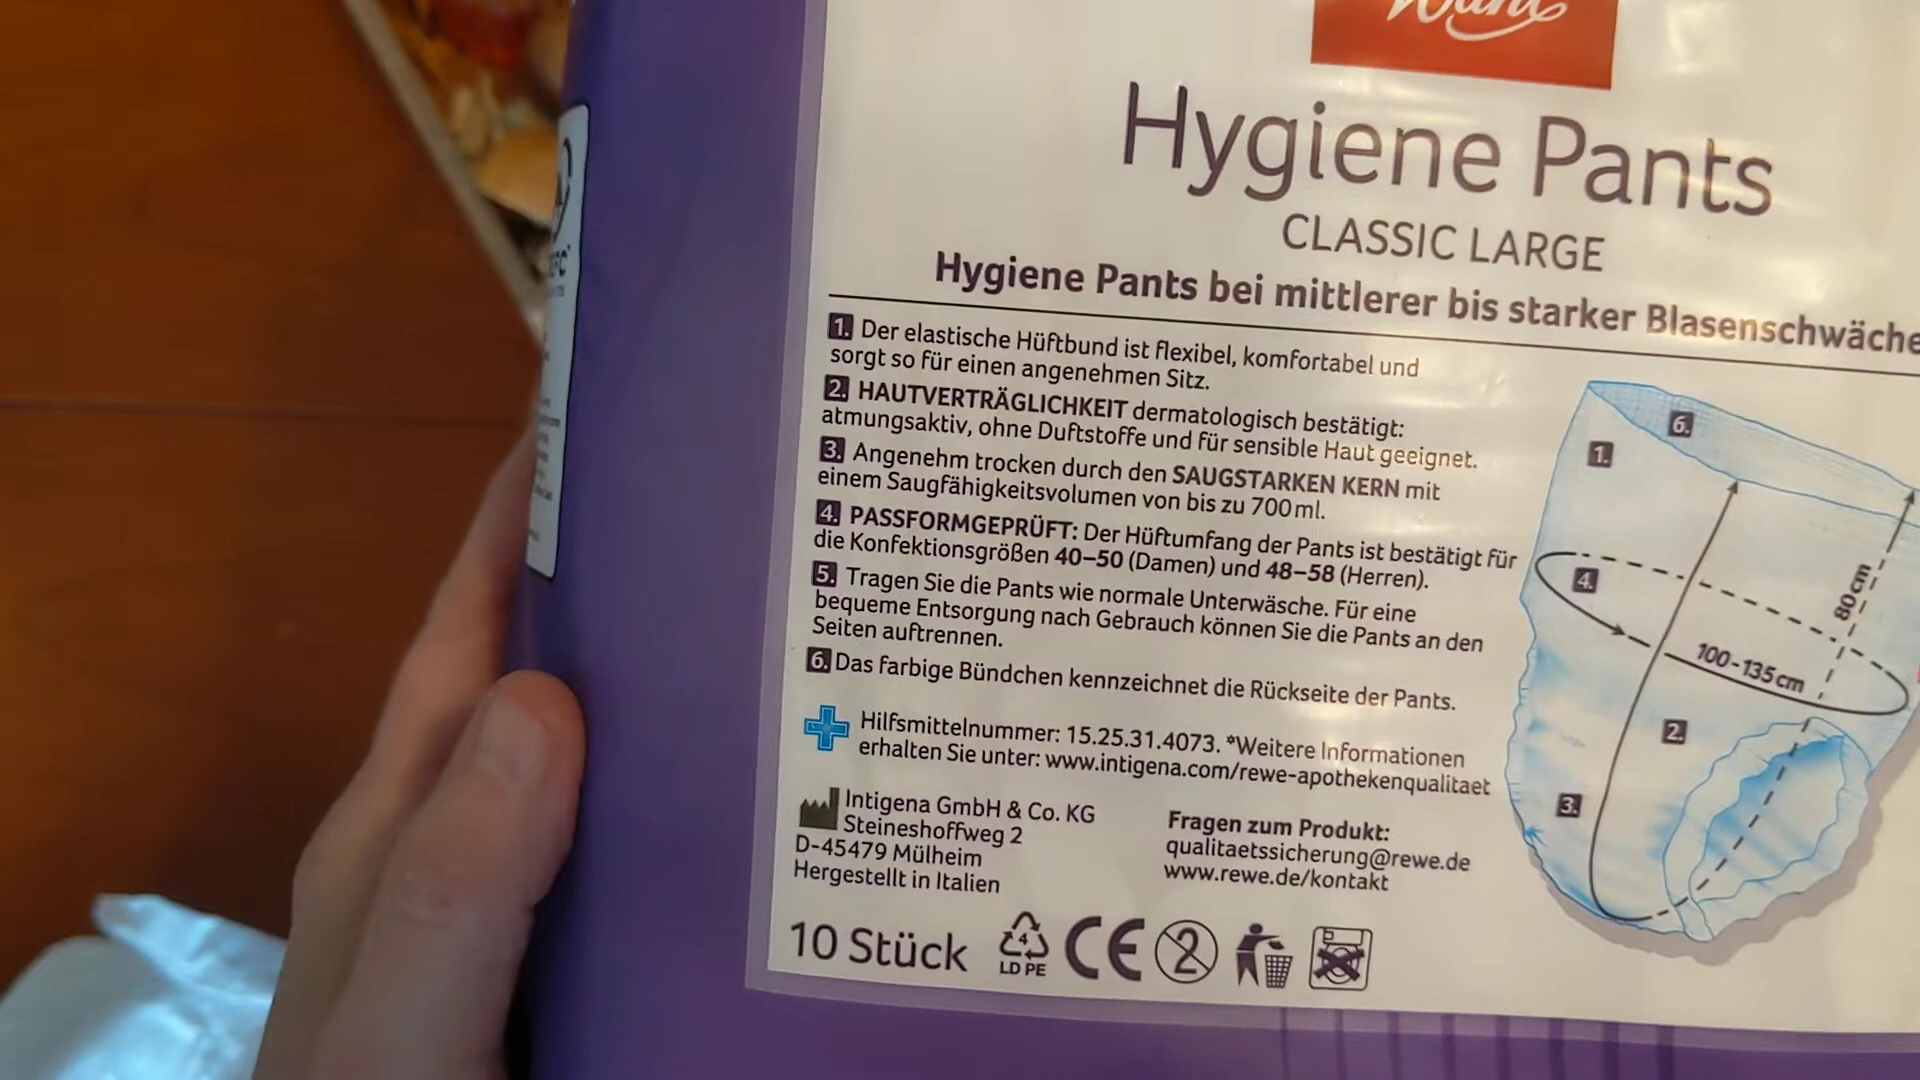 Wahl
Hygiene Pants
CLASSIC LARGE
Hygiene Pants bei mittlerer bis starker Blasenschwäche
1. Der elastische Hüftbund ist flexibel, komfortabel und
sorgt so für einen angenehmen Sitz.
2. HAUTVERTRÄGLICHKEIT dermatologisch bestätigt:
atmungsaktiv, ohne Duftstoffe und für sensible Haut geeignet.
3. Angenehm trocken durch den SAUGSTARKEN KERN mit
einem Saugfähigkeitsvolumen von bis zu 700 ml.
4. PASSFORMGEPRÜFT: Der Hüftumfang der Pants ist bestätigt für
die Konfektionsgrößen 40–50 (Damen) und 48–58 (Herren).
5. Tragen Sie die Pants wie normale Unterwäsche. Für eine
bequeme Entsorgung nach Gebrauch können Sie die Pants an den
Seiten auftrennen.
6. Das farbige Bündchen kennzeichnet die Rückseite der Pants.
Hilfsmittelnummer: 15.25.31.4073. *Weitere Informationen
erhalten Sie unter: www.intigena.com/rewe-apothekenqualitaet
Intigena GmbH & Co. KG
Steineshoffweg 2
D-45479 Mülheim
Hergestellt in Italien
Fragen zum Produkt:
qualitaetssicherung@rewe.de
www.rewe.de/kontakt
10 Stück
4
LD PE
CE
2
6.
1.
4.
80 cm
100-135 cm
2.
3.